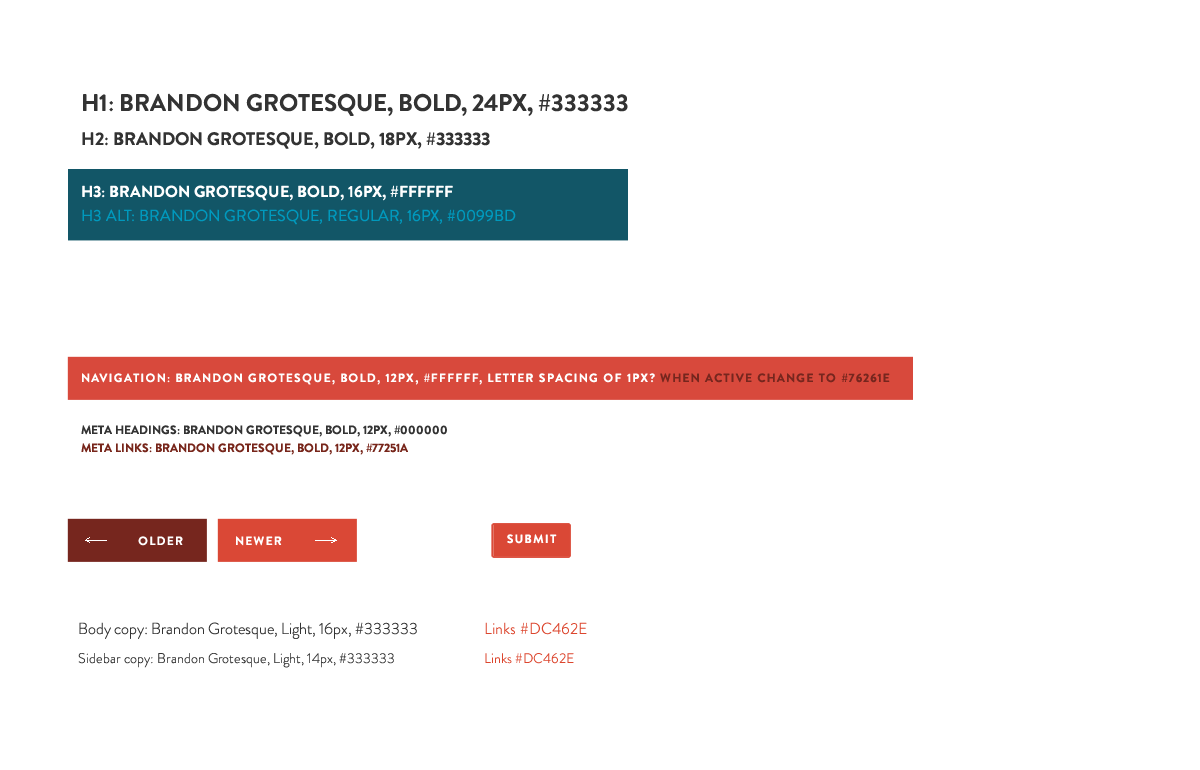 H1: BRANDON GROTESQUE, BOLD, 24PX, #333333
H2: BRANDON GROTESQUE, BOLD, 18PX, #333333
H3: BRANDON GROTESQUE, BOLD, 16PX, #FFFFFF
H3 ALT: BRANDON GROTESQUE, REGULAR, 16PX, #0099BD
NAVIGATION: BRANDON GROTESQUE, BOLD, 12PX, #FFFFFF, LETTER SPACING OF 1PX? WHEN ACTIVE CHANGE TO #76261E
META HEADINGS: BRANDON GROTESQUE, BOLD, 12PX, #000000
META LINKS: BRANDON GROTESQUE, BOLD, 12PX, #77251A
OLDER NEWER SUBMIT
Body copy: Brandon Grotesque, Light, 16px, #333333 Links #DC462E
Sidebar copy: Brandon Grotesque, Light, 14px, #333333 Links #DC462E